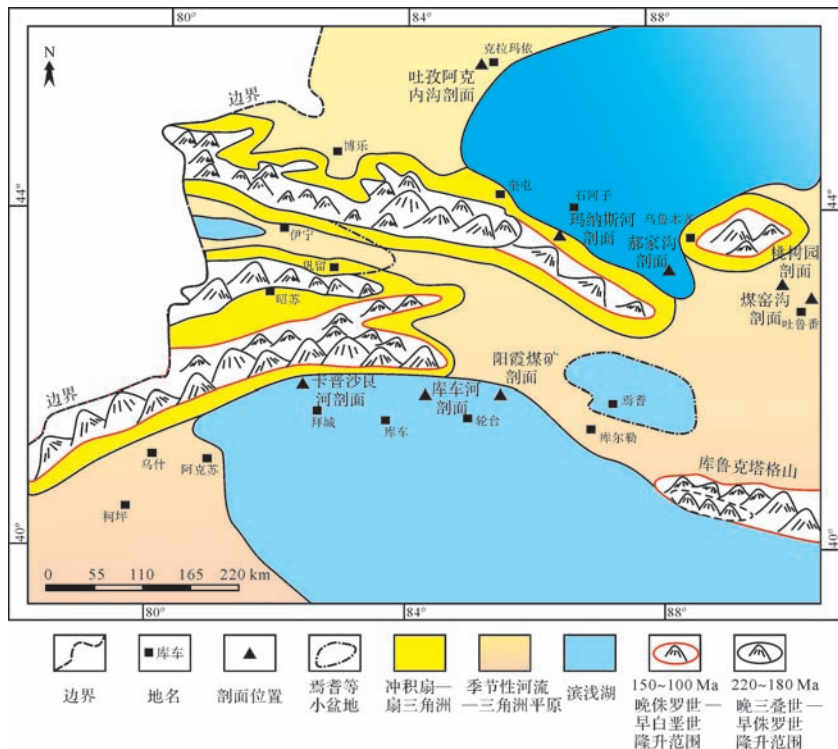 80°
84°
88°
N
克拉玛依
吐孜阿克
内沟剖面
边界
博乐
44°
44°
奎屯
石河子
玛纳斯河
剖面
乌鲁木齐
郝家沟
剖面
桃树园
剖面
伊宁
巩留
昭苏
煤窑沟
剖面
吐鲁番
阳霞煤矿
剖面
边界
卡普沙良
河剖面
库车河
剖面
焉耆
拜城
库车
轮台
库尔勒
乌什
阿克苏
库鲁克塔格山
柯坪
40°
40°
0 55 110 165 220 km
80°
84°
88°
边界
库车
地名
剖面位置
焉耆等
小盆地
冲积扇—
扇三角洲
季节性河流
—三角洲平原
滨浅湖
150~100 Ma
晚侏罗世—
早白垩世
隆升范围
220~180 Ma
晚三叠世—
早侏罗世
隆升范围